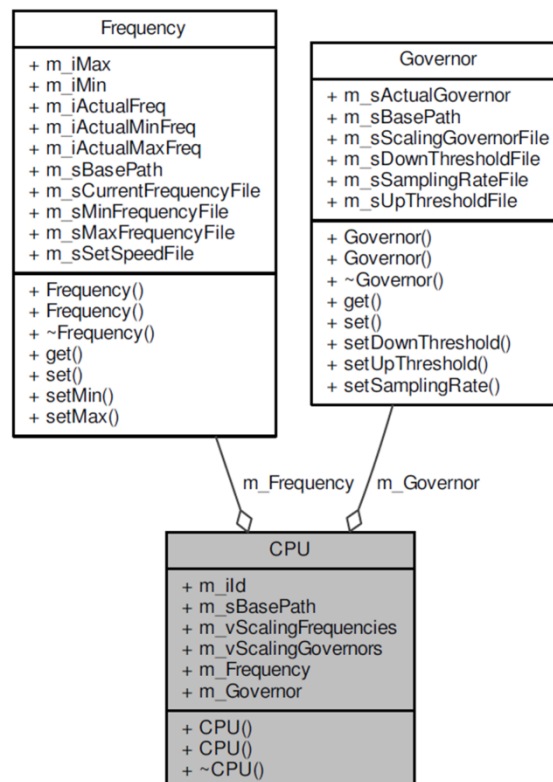 Frequency
+ m_iMax
+ m_iMin
+ m_iActualFreq
+ m_iActualMinFreq
+ m_iActualMaxFreq
+ m_sBasePath
+ m_sCurrentFrequencyFile
+ m_sMinFrequencyFile
+ m_sMaxFrequencyFile
+ m_sSetSpeedFile
+ Frequency()
+ Frequency()
+ ~Frequency()
+ get()
+ set()
+ setMin()
+ setMax()
Governor
+ m_sActualGovernor
+ m_sBasePath
+ m_sScalingGovernorFile
+ m_sDownThresholdFile
+ m_sSamplingRateFile
+ m_sUpThresholdFile
+ Governor()
+ Governor()
+ ~Governor()
+ get()
+ set()
+ setDownThreshold()
+ setUpThreshold()
+ setSamplingRate()
m_Frequency
m_Governor
CPU
+ m_iId
+ m_sBasePath
+ m_vScalingFrequencies
+ m_vScalingGovernors
+ m_Frequency
+ m_Governor
+ CPU()
+ CPU()
+ ~CPU()